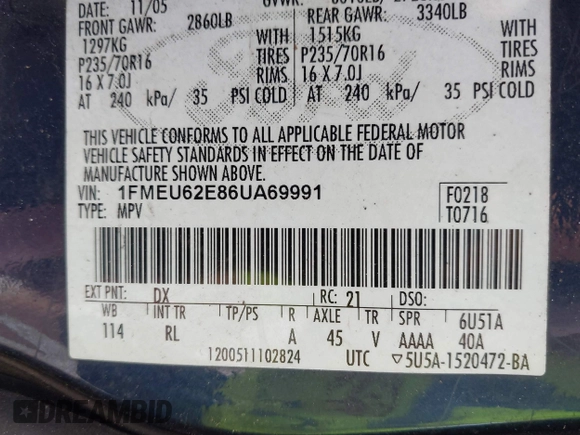 11/05 GVWR:
FRONT GAWR: 2860LB REAR GAWR: 3340LB
1297KG WITH 1515KG WITH
P235/70R16 TIRES P235/70R16 TIRES
16 X 7.0J RIMS 16 X 7.0J RIMS
AT 240 kPa/ 35 PSI COLD AT 240 kPa/ 35 PSI COLD
THIS VEHICLE CONFORMS TO ALL APPLICABLE FEDERAL MOTOR
VEHICLE SAFETY STANDARDS IN EFFECT ON THE DATE OF
MANUFACTURE SHOWN ABOVE.
VIN: 1FMEU62E86UA69991 F0218
TYPE: MPV T0716
EXT PNT: DX RC: 21 DSO:
WB INT TR TP/PS R AXLE TR SPR 6U51A
114 RL A 45 V AAAA 40A
1200511102824 UTC ▽5U5A-1520472-BA
DREAMBID